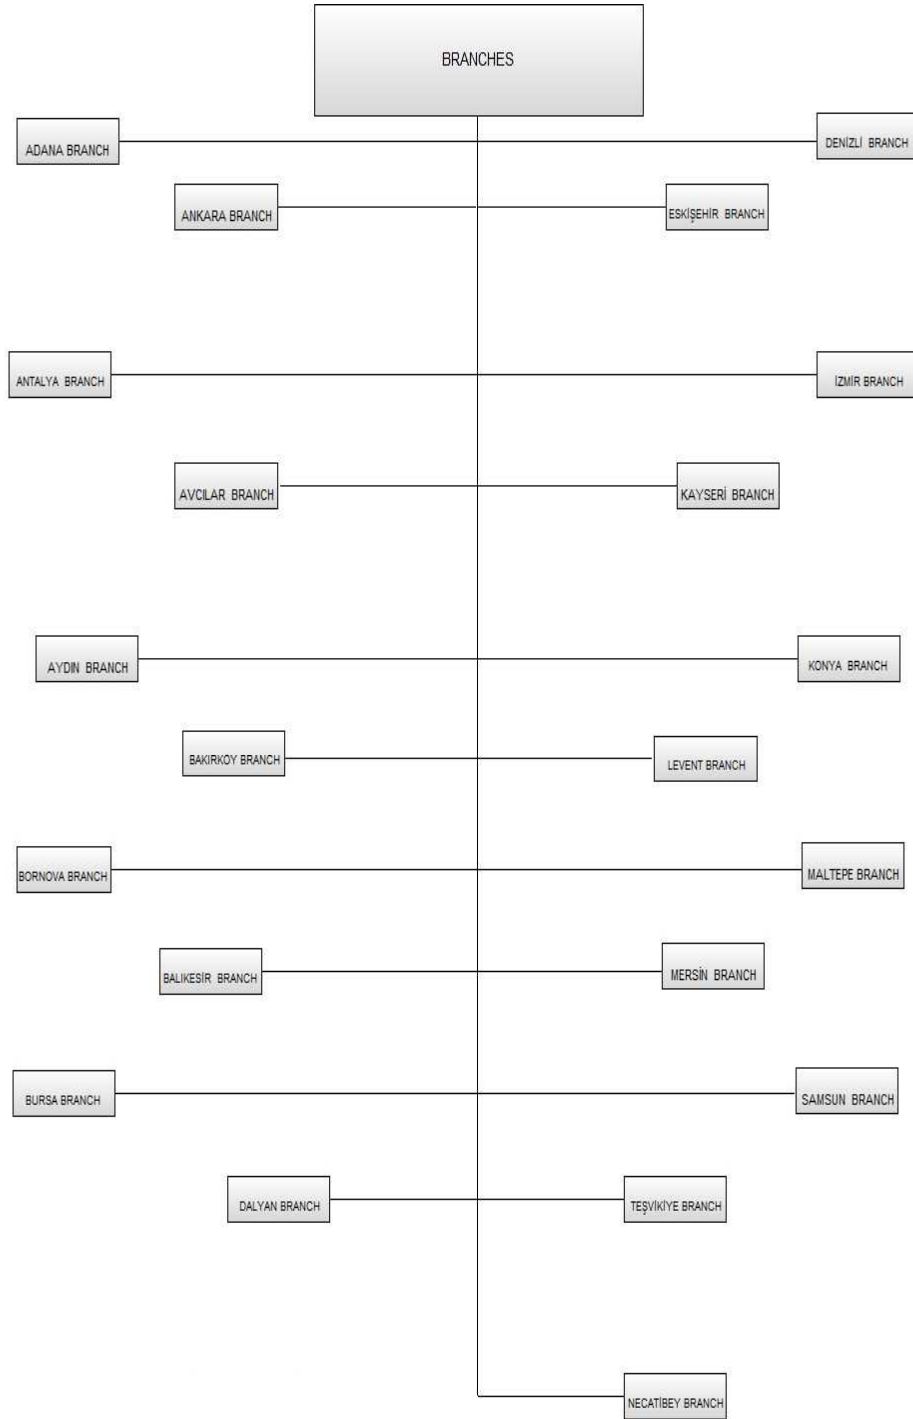 BRANCHES
ADANA BRANCH
DENİZLİ BRANCH
ANKARA BRANCH
ESKİŞEHİR BRANCH
ANTALYA BRANCH
İZMİR BRANCH
AVCILAR BRANCH
KAYSERİ BRANCH
AYDIN BRANCH
KONYA BRANCH
BAKIRKOY BRANCH
LEVENT BRANCH
BORNOVA BRANCH
MALTEPE BRANCH
BALIKESİR BRANCH
MERSİN BRANCH
BURSA BRANCH
SAMSUN BRANCH
DALYAN BRANCH
TEŞVİKİYE BRANCH
NECATİBEY BRANCH